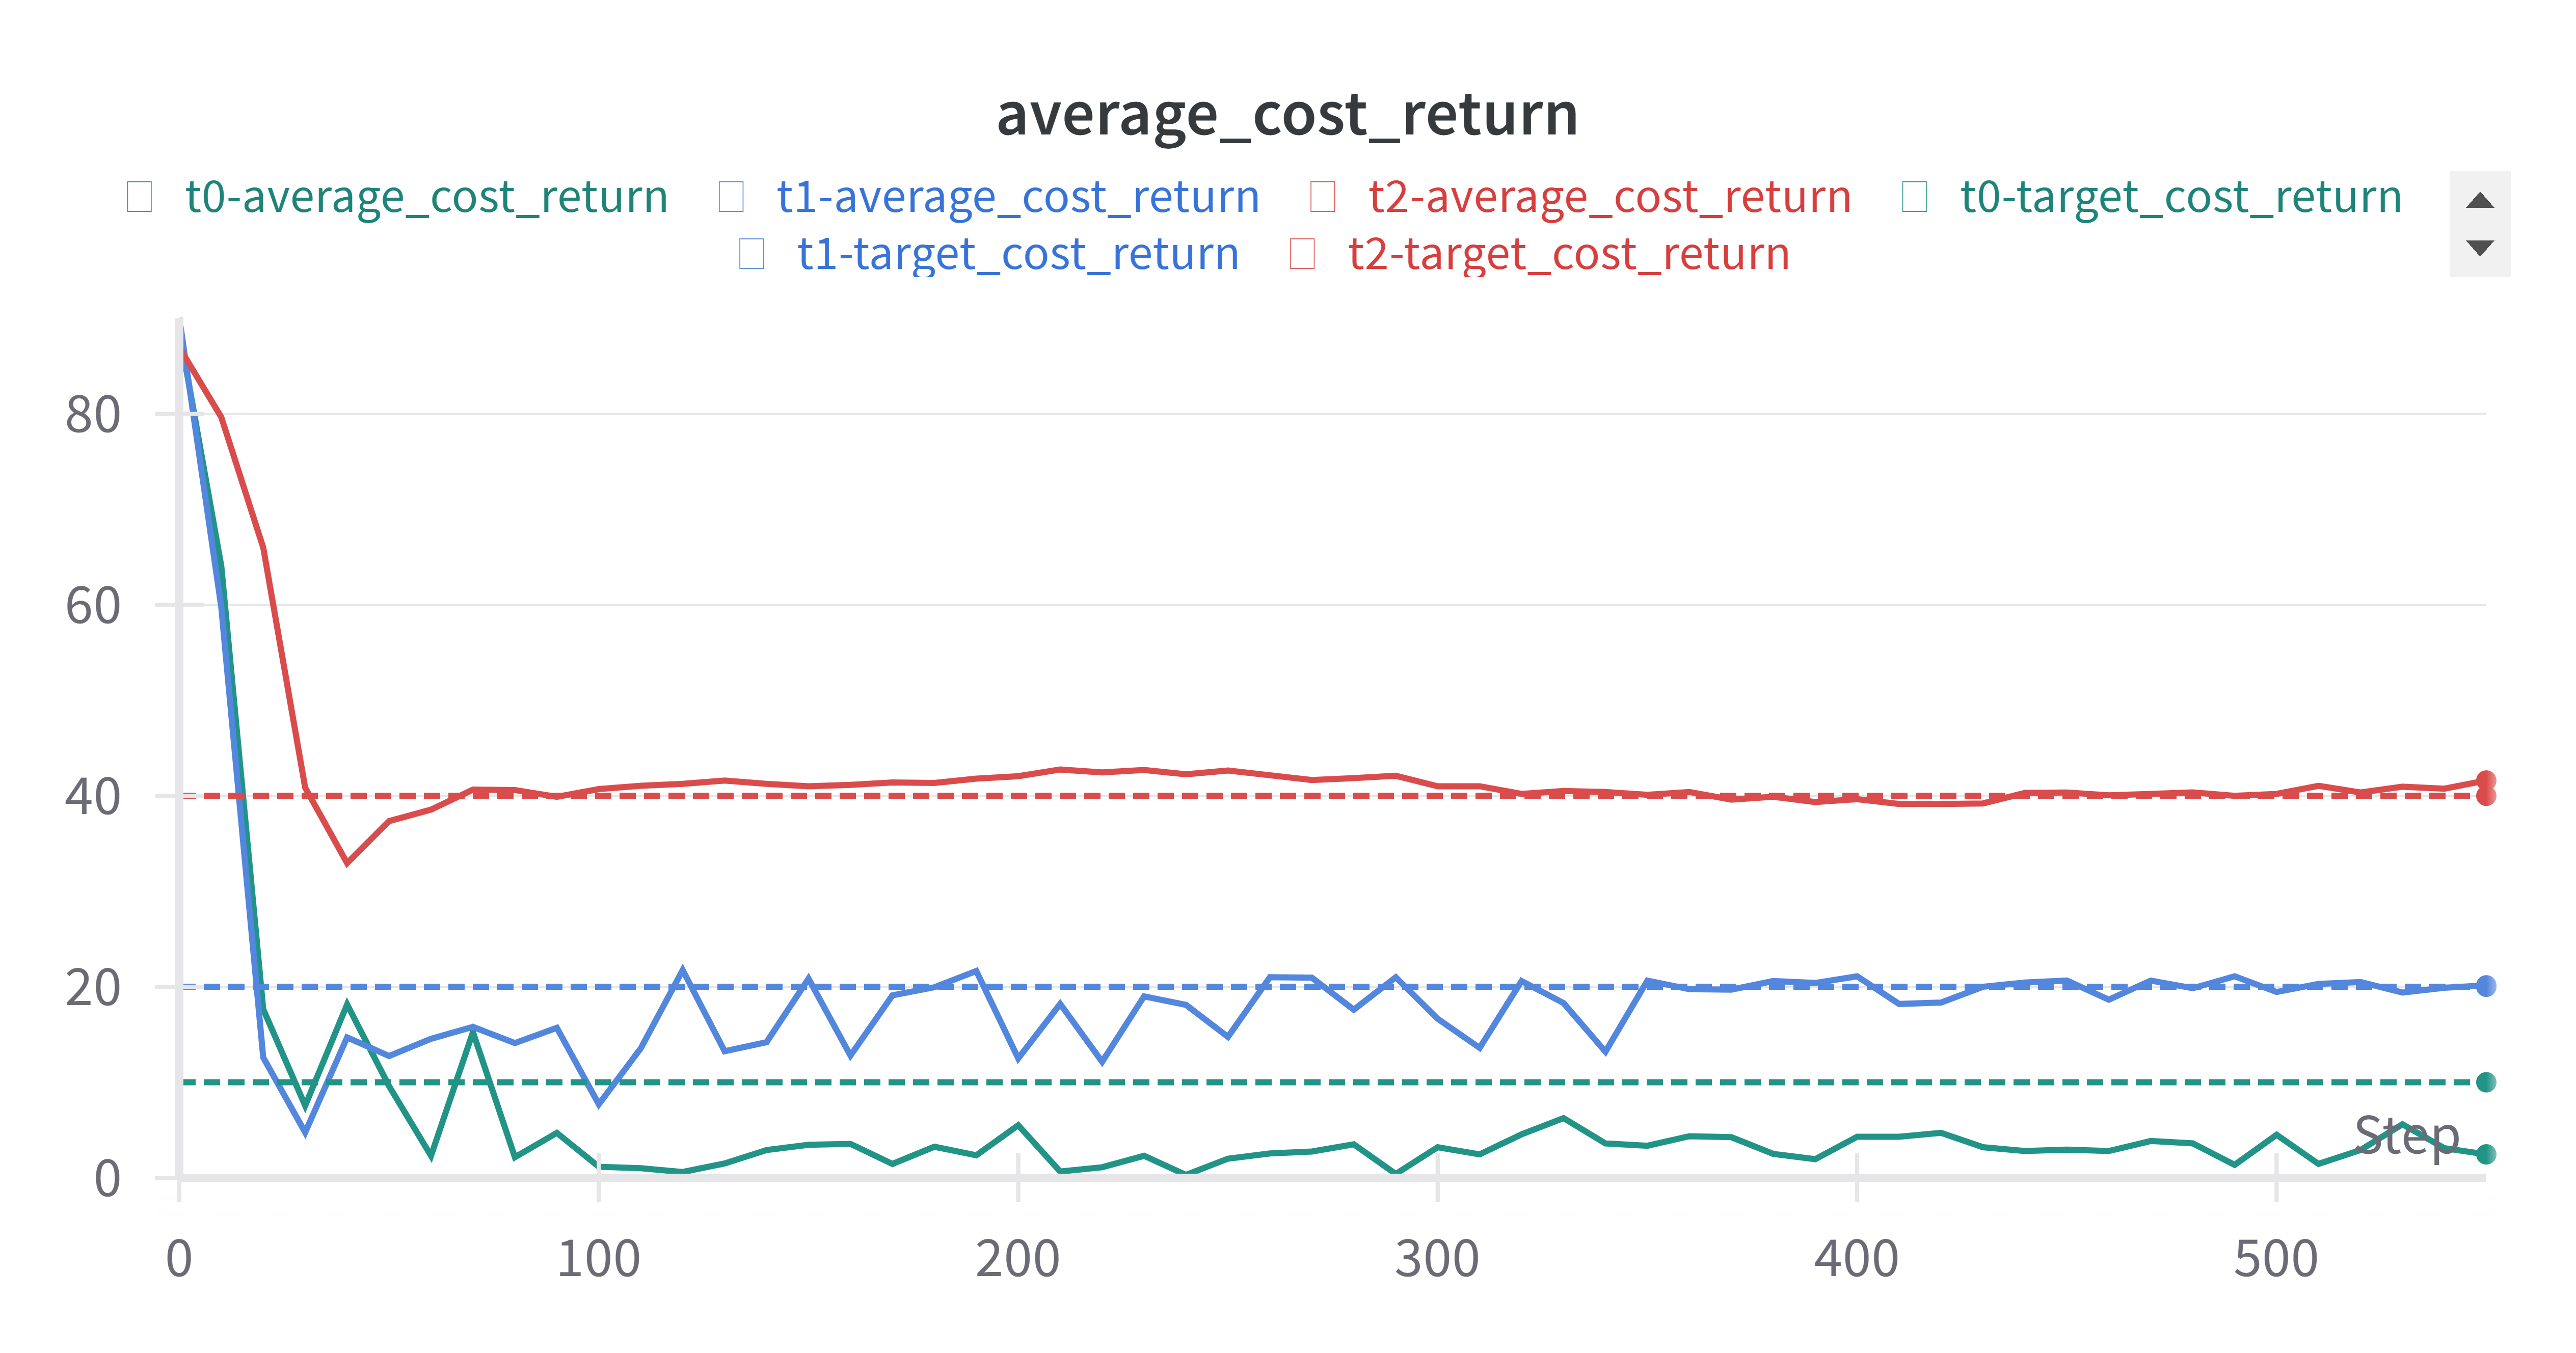 average_cost_return
t0-average_cost_return t1-average_cost_return t2-average_cost_return t0-target_cost_return
t1-target_cost_return t2-target_cost_return
80
60
40
20
0
Step
0 100 200 300 400 500